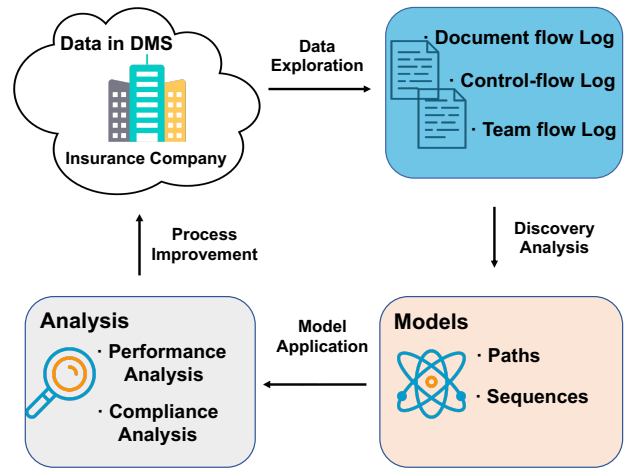 Data in DMS
Insurance Company
Data
Exploration
· Document flow Log
· Control-flow Log
· Team flow Log
Discovery
Analysis
Models
· Paths
· Sequences
Model
Application
Analysis
· Performance
Analysis
· Compliance
Analysis
Process
Improvement